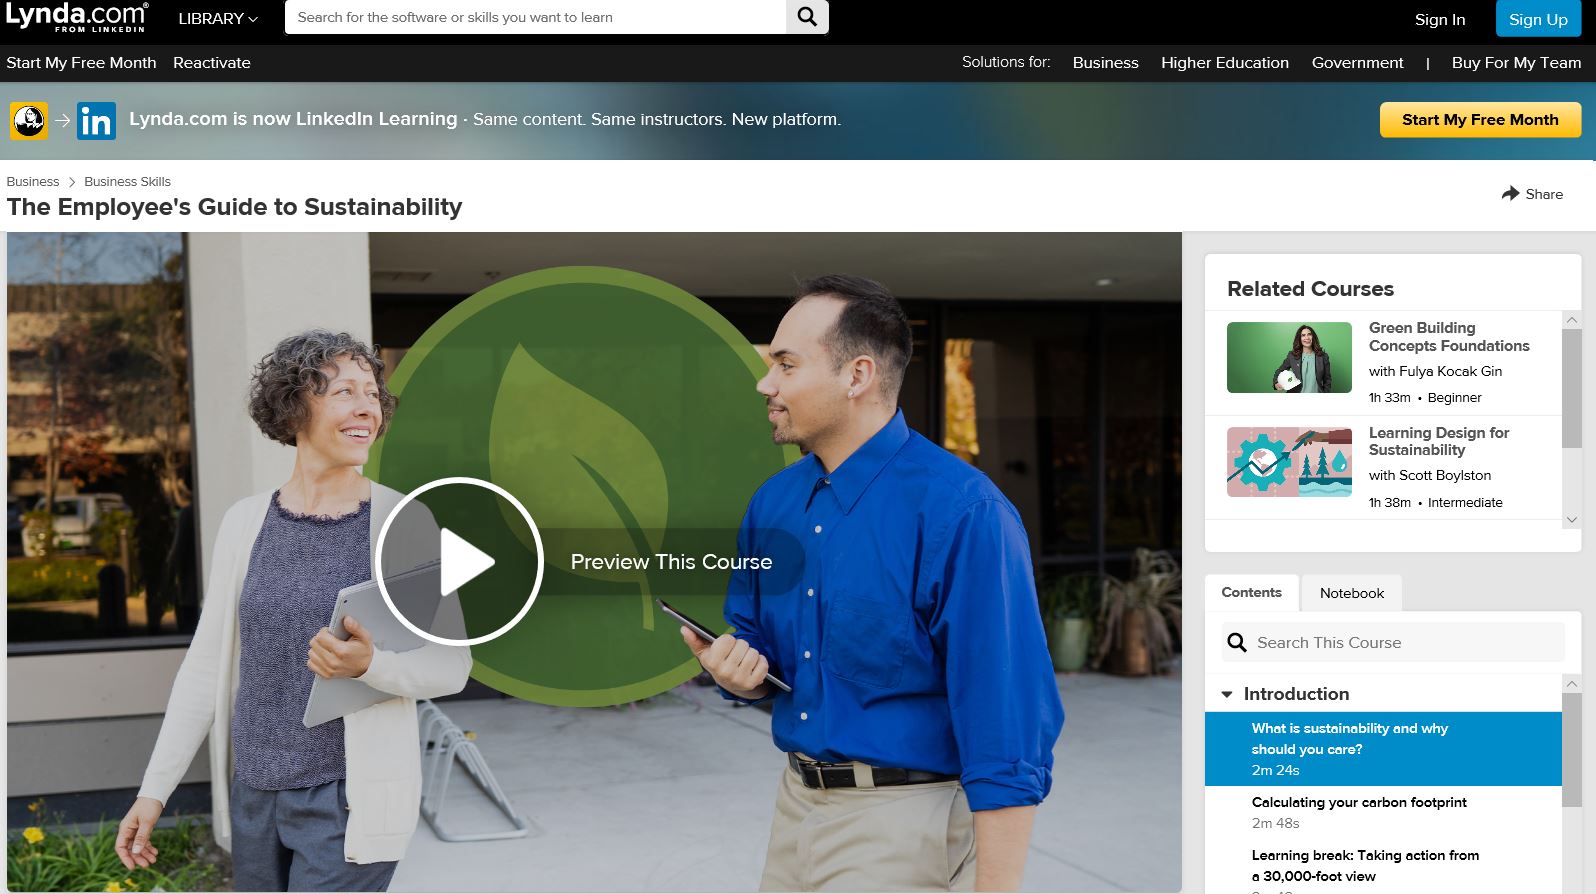 Lynda.com®
FROM LINKEDIN
LIBRARY
Search for the software or skills you want to learn
Sign In
Sign Up
Start My Free Month
Reactivate
Solutions for:
Business
Higher Education
Government
|
Buy For My Team
in
Lynda.com is now LinkedIn Learning · Same content. Same instructors. New platform.
Start My Free Month
Business > Business Skills
The Employee's Guide to Sustainability
Share
Preview This Course
Related Courses
Green Building
Concepts Foundations
with Fulya Kocak Gin
1h 33m • Beginner
Learning Design for
Sustainability
with Scott Boylston
1h 38m • Intermediate
Contents
Notebook
Search This Course
Introduction
What is sustainability and why
should you care?
2m 24s
Calculating your carbon footprint
2m 48s
Learning break: Taking action from
a 30,000-foot view